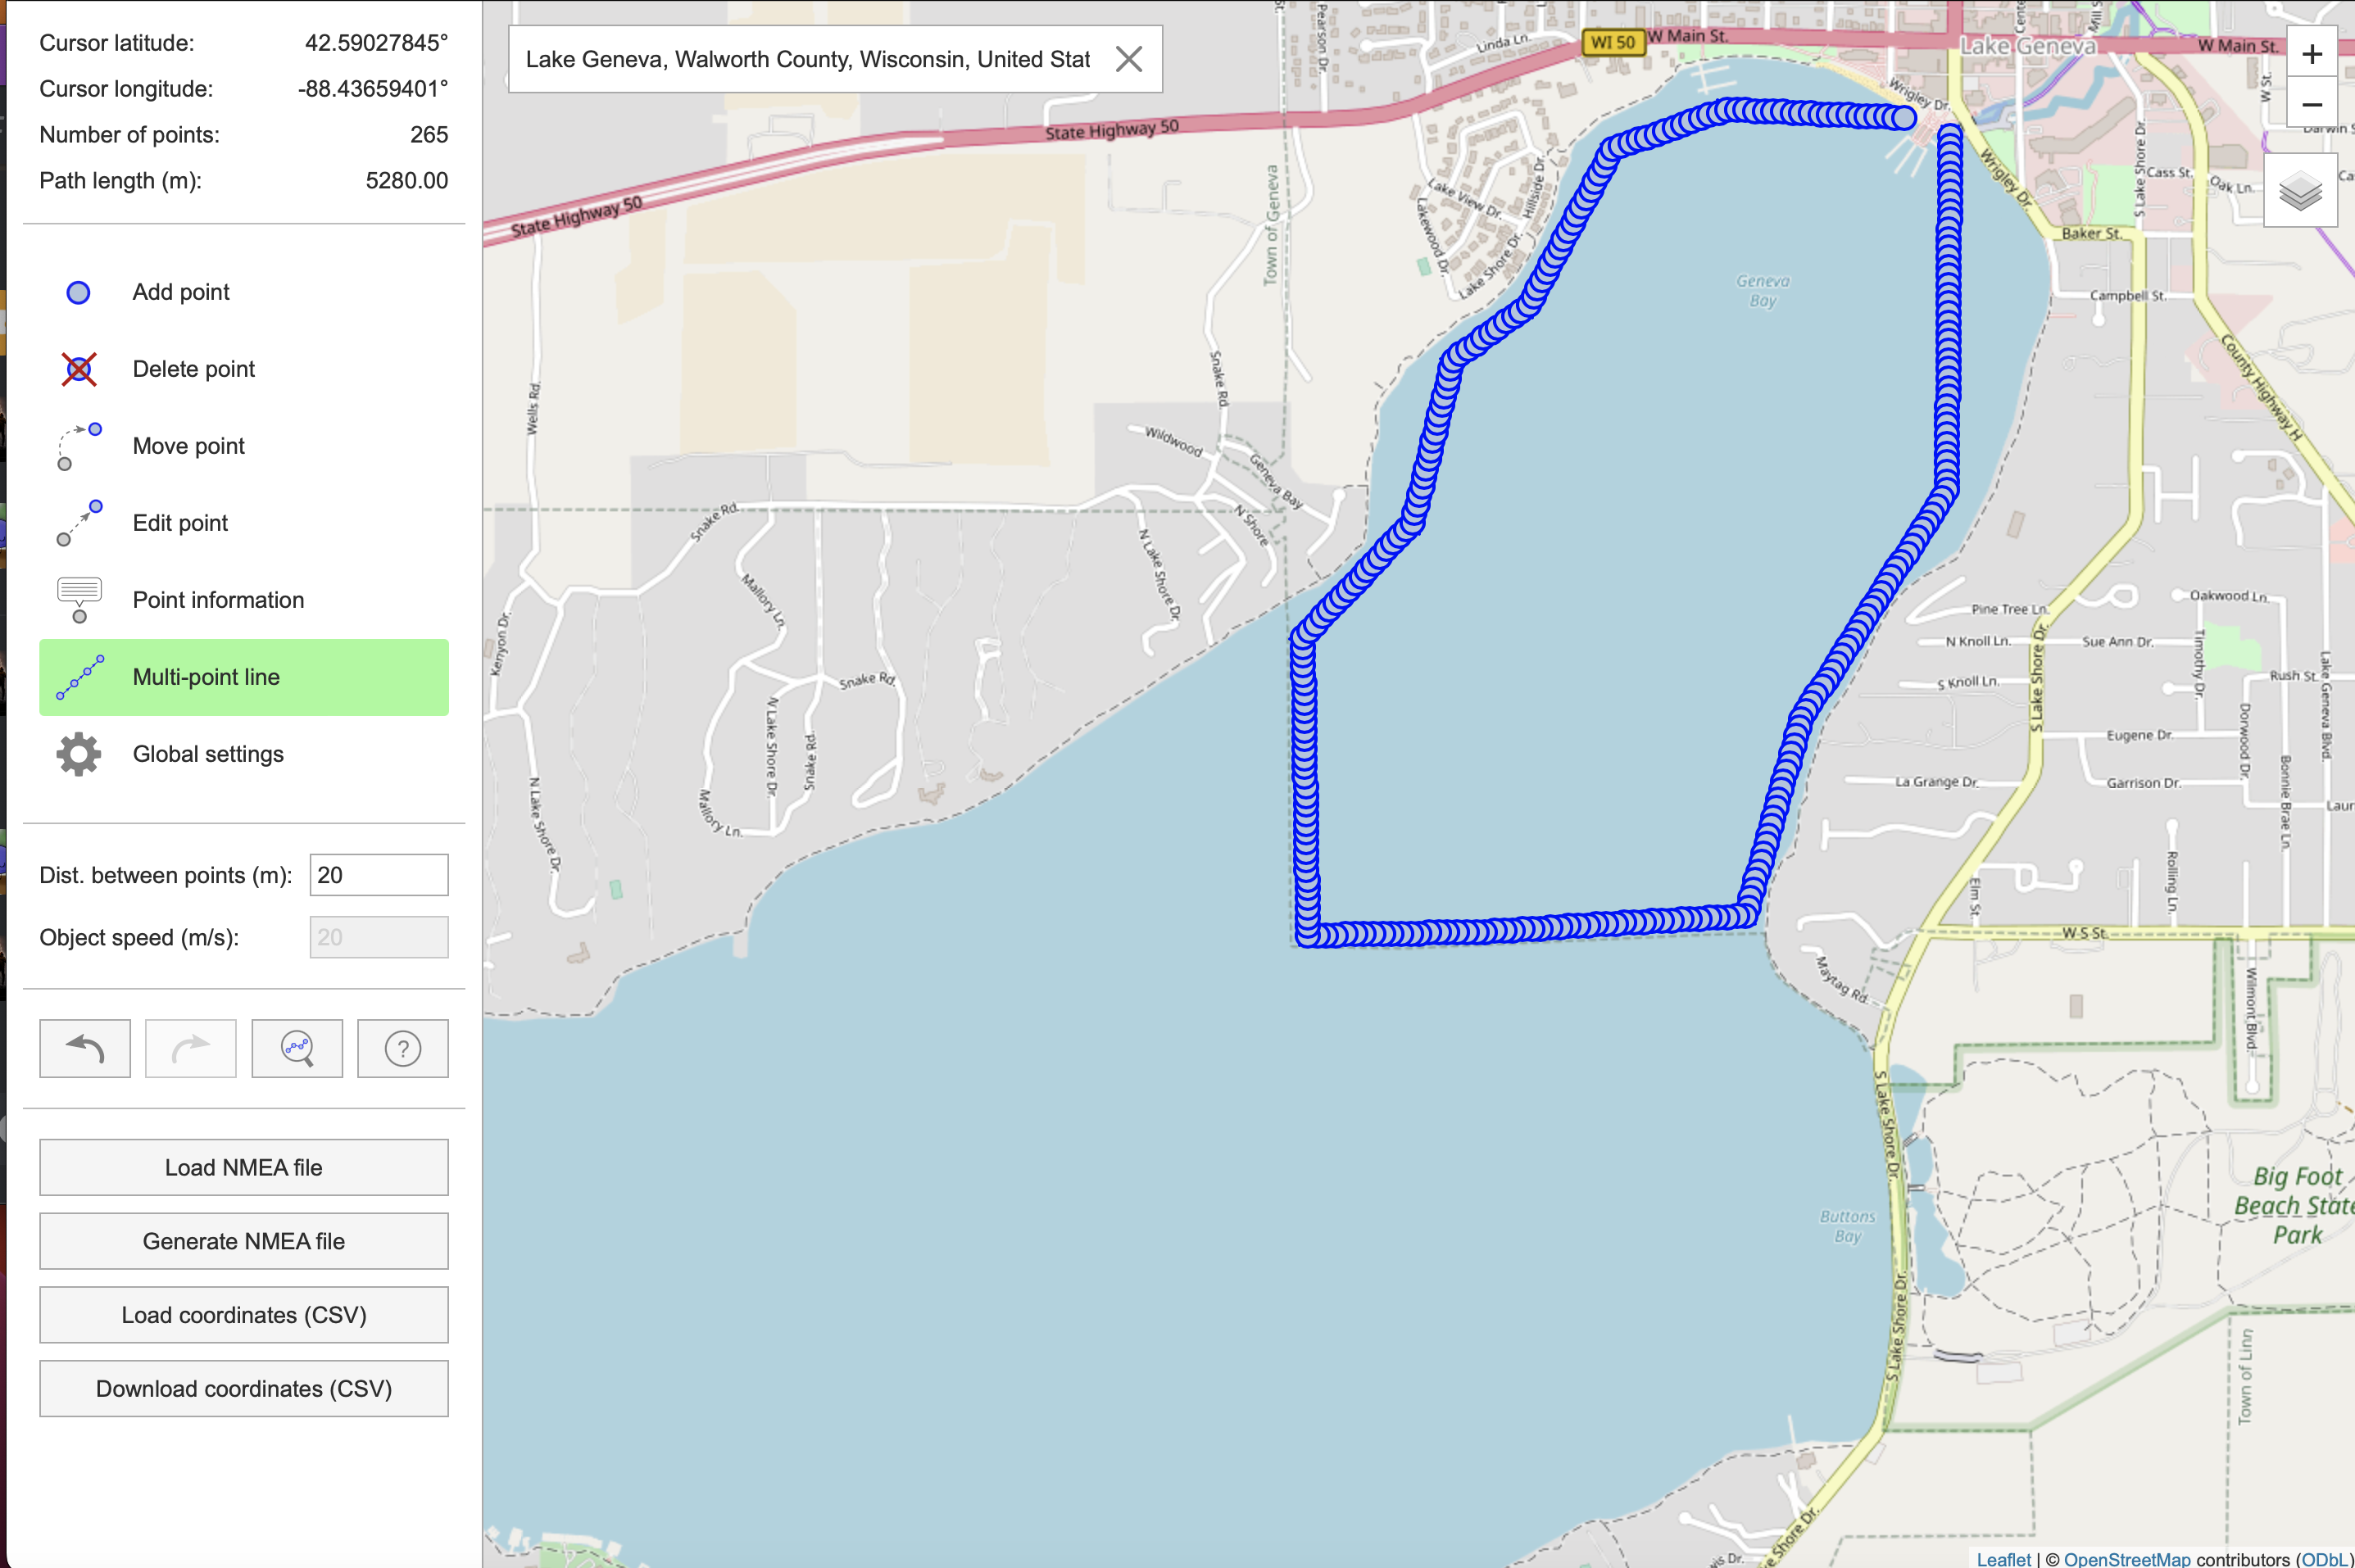 Cursor latitude: 42.59027845°
Cursor longitude: -88.43659401°
Number of points: 265
Path length (m): 5280.00
Add point
Delete point
Move point
Edit point
Point information
Multi-point line
Global settings
Dist. between points (m): 20
Object speed (m/s): 20
?
Load NMEA file
Generate NMEA file
Load coordinates (CSV)
Download coordinates (CSV)
Lake Geneva, Walworth County, Wisconsin, United Stat
+
−
St.
Pearson Dr.
Linda Ln.
WI 50
W Main St.
Lake Geneva
W Main St.
Mill S
Cente
W St.
Darwin S
Wrigley Dr.
Wrigley Dr.
State Highway 50
State Highway 50
Town of Geneva
Lake View Dr.
Hillside Dr.
Lakewood Dr.
Lake Shore Dr.
Geneva
Bay
S Lake Shore Dr.
Cass St.
Oak Ln.
Ca
Baker St.
Campbell St.
County Highway H
Wells Rd.
Snake Rd.
Wildwood
Geneva Bay
N Shore
Snake Rd.
N Lake Shore Dr.
Mallory Ln.
Kenyon Dr.
Snake Rd.
N Lake Shore Dr.
Snake Rd.
Mallory Ln.
N Lake Shore Dr.
Oakwood Ln.
Pine Tree Ln.
N Knoll Ln.
Sue Ann Dr.
Timothy Dr.
S Knoll Ln.
S Lake Shore Dr.
Rush St.
Lake Geneva Blvd.
Eugene Dr.
Dorwood Dr.
La Grange Dr.
Garrison Dr.
Bonnie Brae Ln.
Laur
Elm St.
Rolling Ln.
W S St.
Maytag Rd.
Wilmont Blvd.
S Lake Shore Dr.
Big Foot
Beach State
Park
Buttons
Bay
S Lake Shore Dr.
Town of Linn
e Shore Dr.
is Dr.
Leaflet | © OpenStreetMap contributors (ODbL)